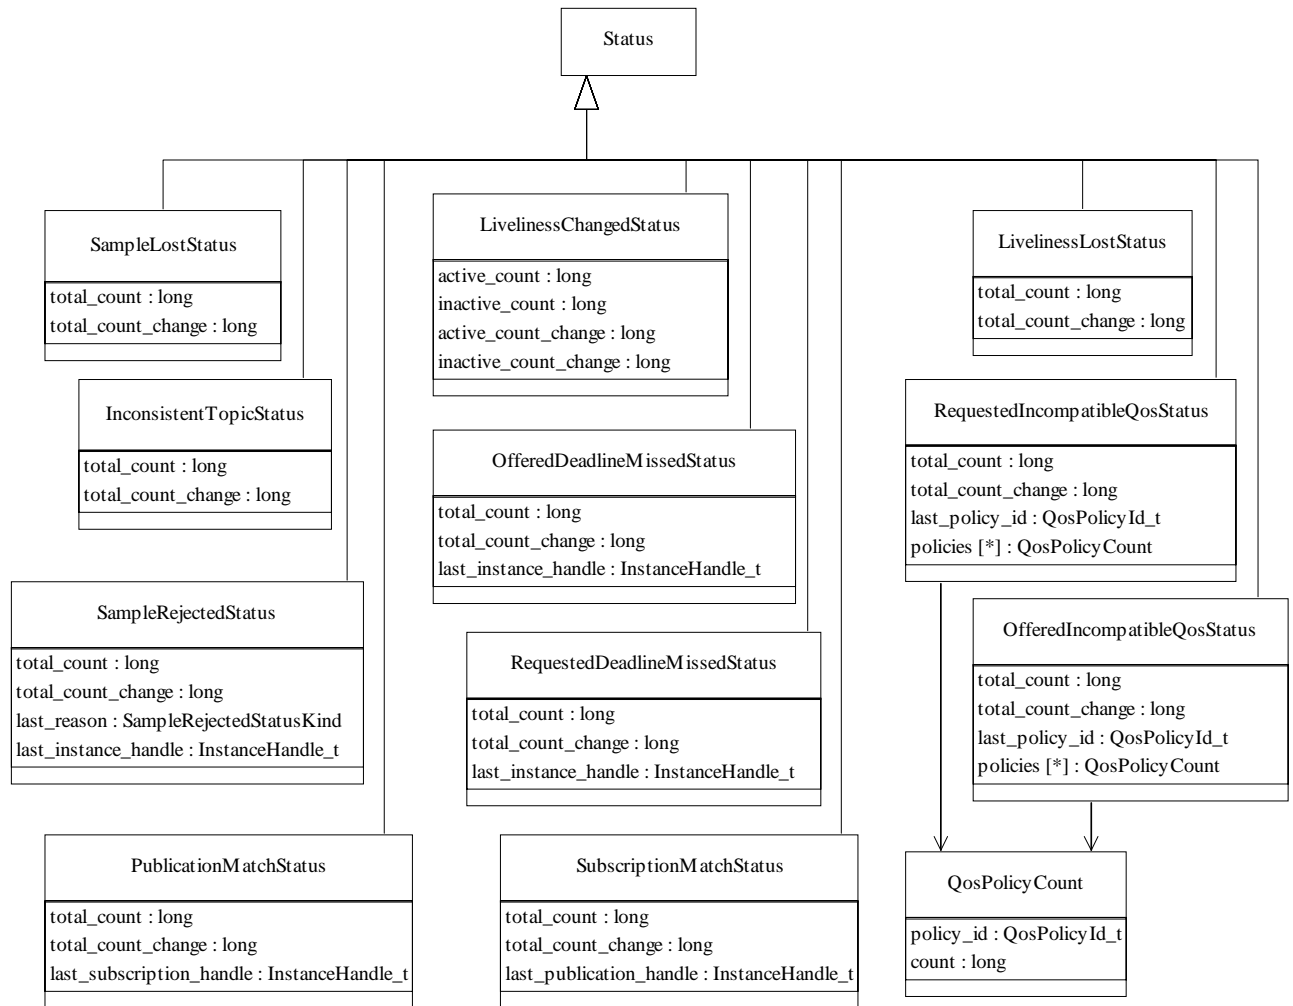 Status
SampleLostStatus
total_count : long
total_count_change : long
InconsistentTopicStatus
total_count : long
total_count_change : long
SampleRejectedStatus
total_count : long
total_count_change : long
last_reason : SampleRejectedStatusKind
last_instance_handle : InstanceHandle_t
PublicationMatchStatus
total_count : long
total_count_change : long
last_subscription_handle : InstanceHandle_t
LivelinessChangedStatus
active_count : long
inactive_count : long
active_count_change : long
inactive_count_change : long
OfferedDeadlineMissedStatus
total_count : long
total_count_change : long
last_instance_handle : InstanceHandle_t
RequestedDeadlineMissedStatus
total_count : long
total_count_change : long
last_instance_handle : InstanceHandle_t
SubscriptionMatchStatus
total_count : long
total_count_change : long
last_publication_handle : InstanceHandle_t
LivelinessLostStatus
total_count : long
total_count_change : long
RequestedIncompatibleQosStatus
total_count : long
total_count_change : long
last_policy_id : QosPolicyId_t
policies [*] : QosPolicyCount
OfferedIncompatibleQosStatus
total_count : long
total_count_change : long
last_policy_id : QosPolicyId_t
policies [*] : QosPolicyCount
QosPolicyCount
policy_id : QosPolicyId_t
count : long